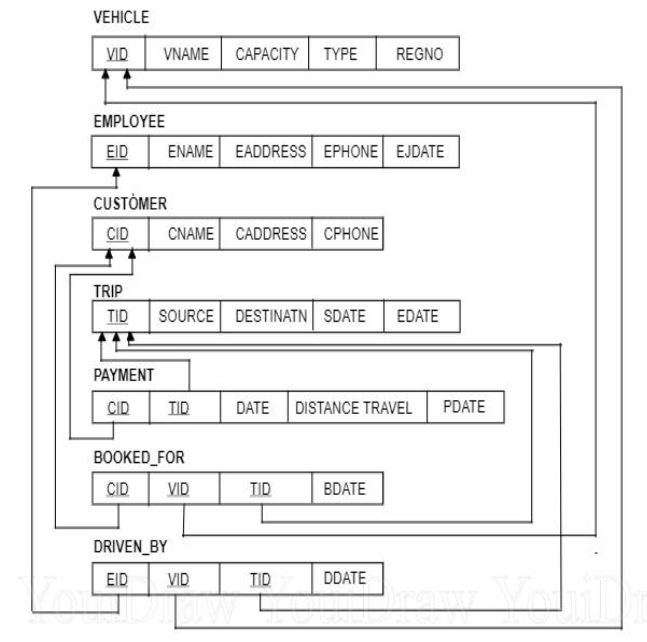 VEHICLE
VID VNAME CAPACITY TYPE REGNO
EMPLOYEE
EID ENAME EADDRESS EPHONE EJDATE
CUSTOMER
CID CNAME CADDRESS CPHONE
TRIP
TID SOURCE DESTINATN SDATE EDATE
PAYMENT
CID TID DATE DISTANCE TRAVEL PDATE
BOOKED_FOR
CID VID TID BDATE
DRIVEN_BY
EID VID TID DDATE
YouiDraw YouiDraw YouiDr